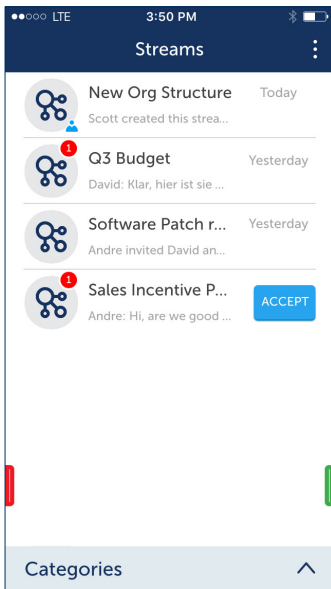 LTE 3:50 PM
Streams
New Org Structure Today
Scott created this strea...
1
Q3 Budget Yesterday
David: Klar, hier ist sie ...
Software Patch r... Yesterday
Andre invited David an...
1
Sales Incentive P...
ACCEPT
Andre: Hi, are we good ...
Categories